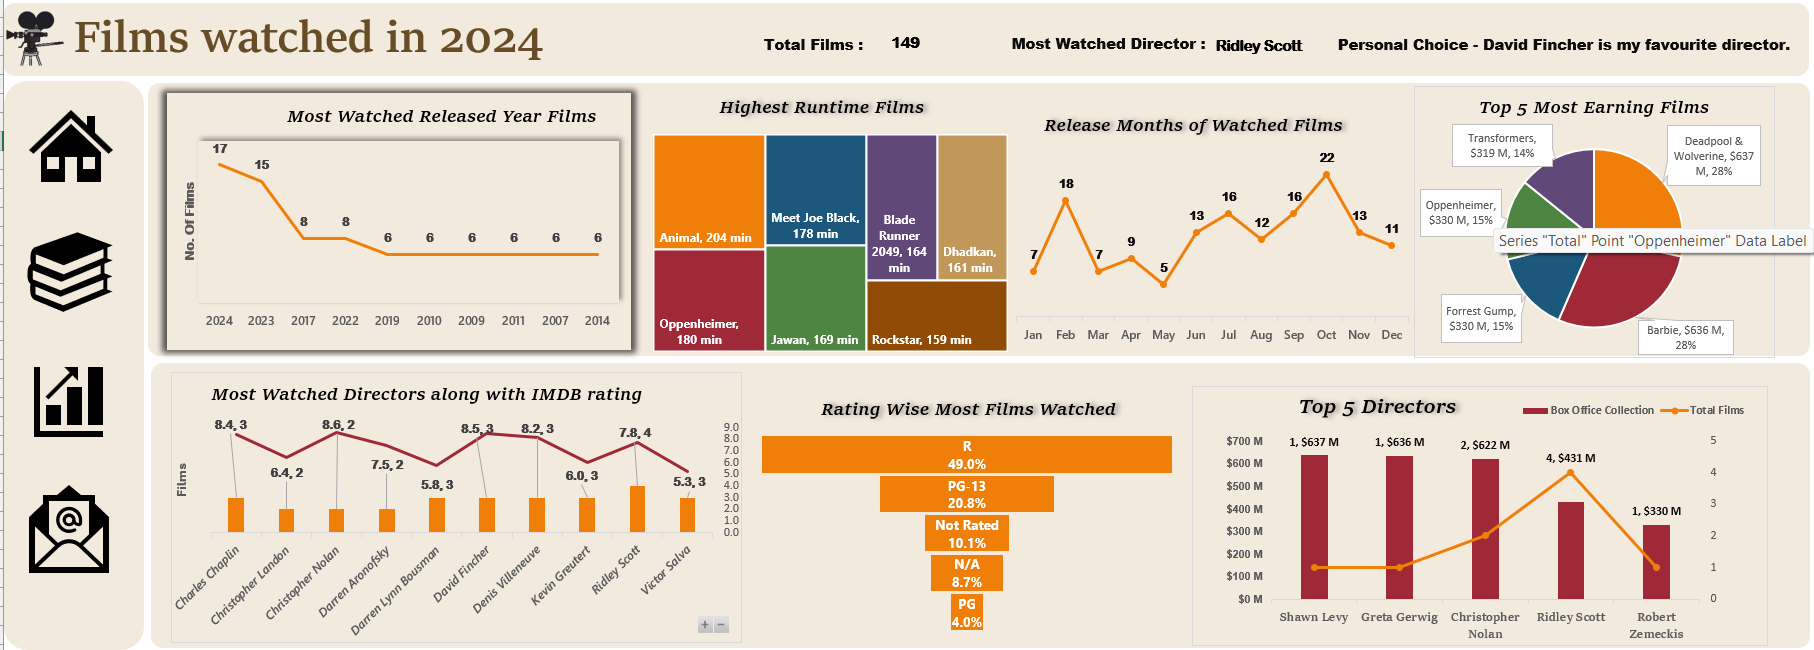 Films watched in 2024
Total Films :
149
Most Watched Director :
Ridley Scott
Personal Choice - David Fincher is my favourite director.
Most Watched Released Year Films
No. Of Films
17
15
8
8
6
6
6
6
6
6
2024
2023
2017
2022
2019
2010
2009
2011
2007
2014
Highest Runtime Films
Animal, 204 min
Oppenheimer,
180 min
Meet Joe Black,
178 min
Jawan, 169 min
Blade
Runner
2049, 164
min
Dhadkan,
161 min
Rockstar, 159 min
Release Months of Watched Films
7
18
7
9
5
13
16
12
16
22
13
11
Jan
Feb
Mar
Apr
May
Jun
Jul
Aug
Sep
Oct
Nov
Dec
Top 5 Most Earning Films
Transformers,
$319 M, 14%
Deadpool &
Wolverine, $637
M, 28%
Oppenheimer,
$330 M, 15%
Series "Total" Point "Oppenheimer" Data Label
Forrest Gump,
$330 M, 15%
Barbie, $636 M,
28%
Most Watched Directors along with IMDB rating
Films
8.4, 3
6.4, 2
8.6, 2
7.5, 2
5.8, 3
8.5, 3
8.2, 3
6.0, 3
7.8, 4
5.3, 3
9.0
8.0
7.0
6.0
5.0
4.0
3.0
2.0
1.0
0.0
Charles Chaplin
Christopher Landon
Christopher Nolan
Darren Aronofsky
Darren Lynn Bousman
David Fincher
Denis Villeneuve
Kevin Greutert
Ridley Scott
Victor Salva
+ −
Rating Wise Most Films Watched
R
49.0%
PG-13
20.8%
Not Rated
10.1%
N/A
8.7%
PG
4.0%
Top 5 Directors
Box Office Collection
Total Films
$700 M
$600 M
$500 M
$400 M
$300 M
$200 M
$100 M
$0 M
1, $637 M
1, $636 M
2, $622 M
4, $431 M
1, $330 M
5
4
3
2
1
0
Shawn Levy
Greta Gerwig
Christopher
Nolan
Ridley Scott
Robert
Zemeckis
@